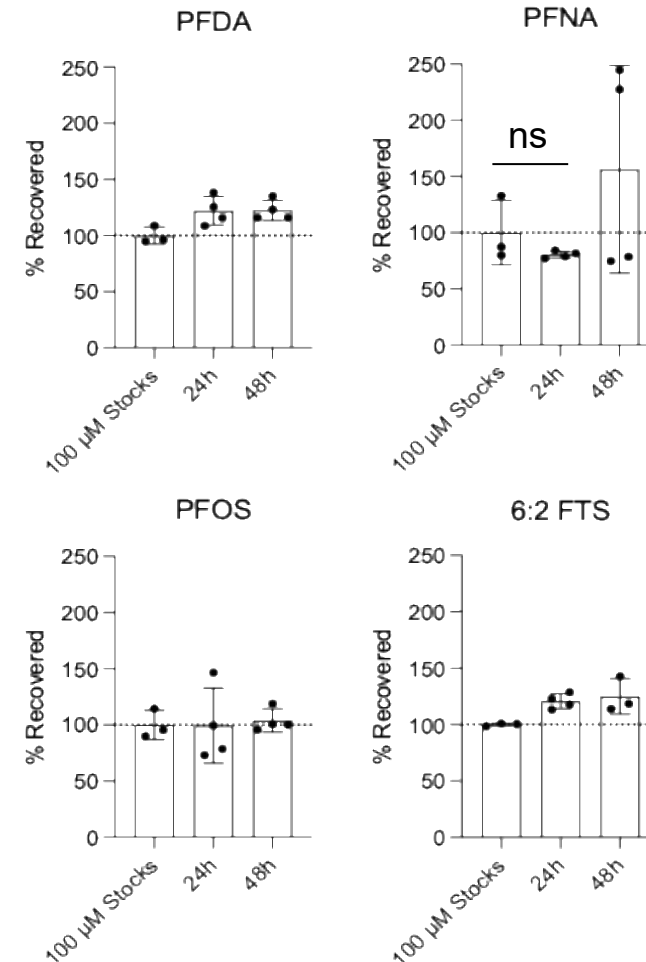 PFDA
% Recovered
250
200
150
100
50
0
100 µM Stocks
24h
48h
PFNA
% Recovered
250
200
150
100
50
0
ns
100 µM Stocks
24h
48h
PFOS
% Recovered
250
200
150
100
50
0
100 µM Stocks
24h
48h
6:2 FTS
% Recovered
250
200
150
100
50
0
100 µM Stocks
24h
48h